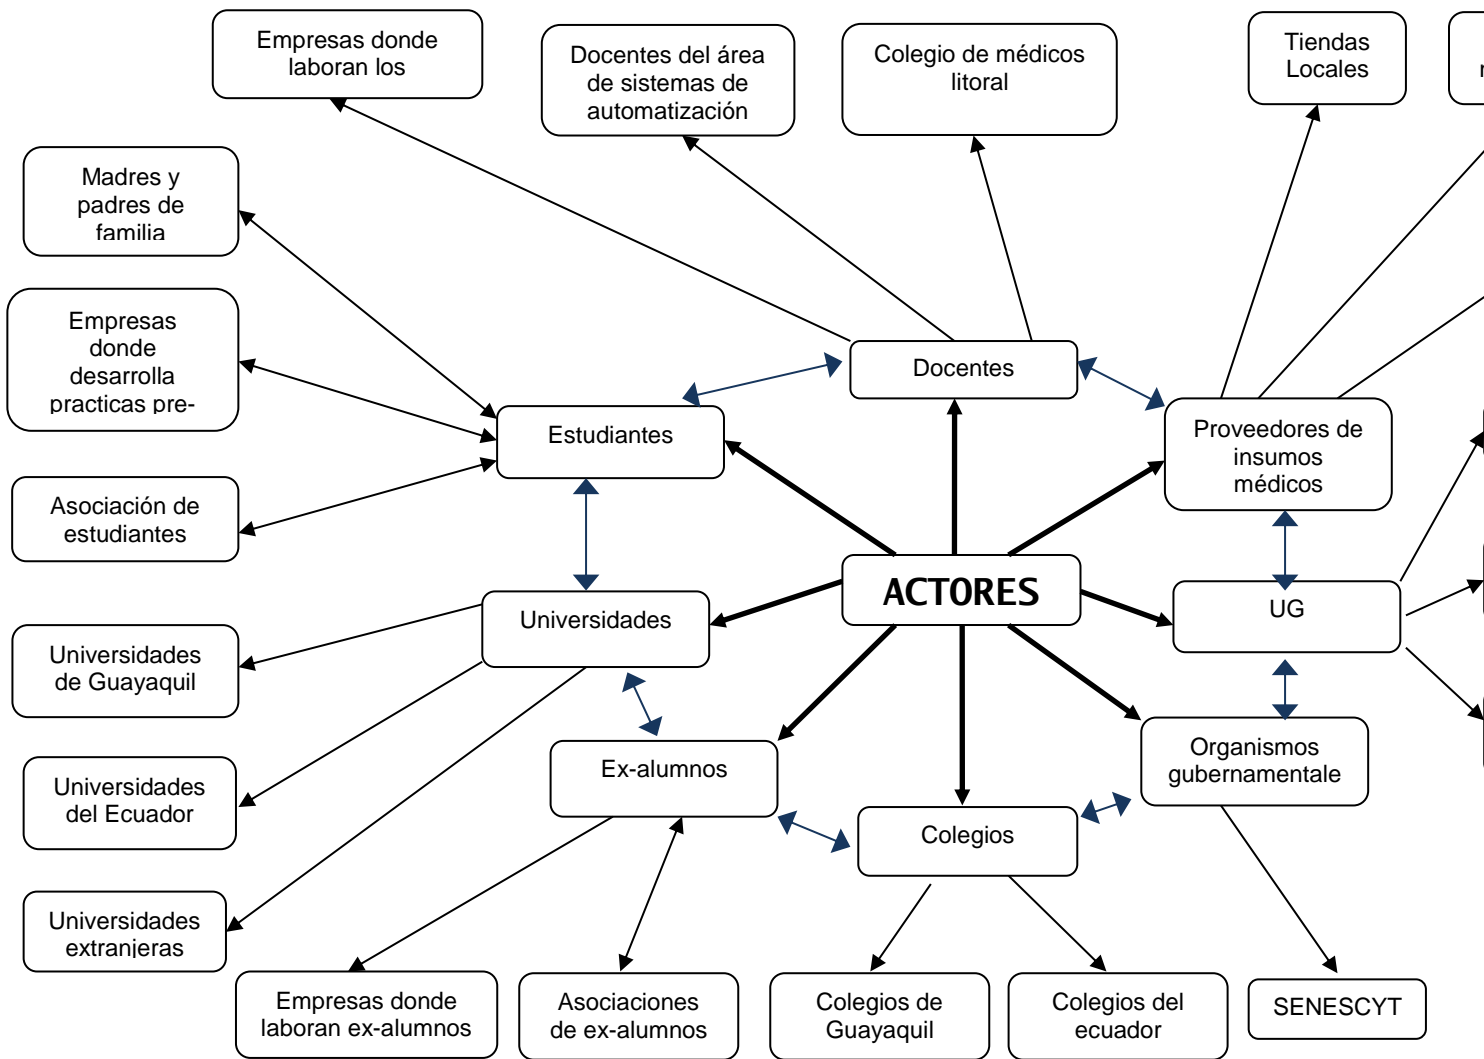 Empresas donde
laboran los
Docentes del área
de sistemas de
automatización
Colegio de médicos
litoral
Tiendas
Locales
Madres y
padres de
familia
Empresas
donde
desarrolla
practicas pre-
Docentes
Estudiantes
Proveedores de
insumos
médicos
Asociación de
estudiantes
ACTORES
Universidades
UG
Universidades
de Guayaquil
Organismos
gubernamentale
Ex-alumnos
Universidades
del Ecuador
Colegios
Universidades
extranjeras
Empresas donde
laboran ex-alumnos
Asociaciones
de ex-alumnos
Colegios de
Guayaquil
Colegios del
ecuador
SENESCYT